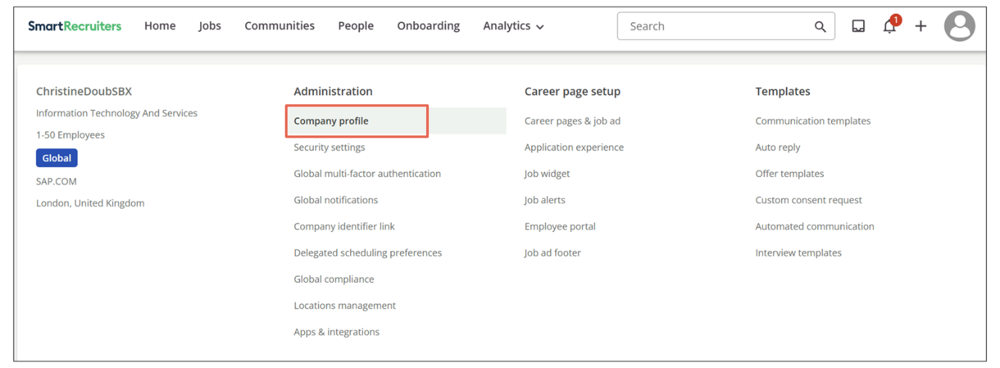 SmartRecruiters Home Jobs Communities People Onboarding Analytics Search 1
ChristineDoubSBX
Information Technology And Services
1-50 Employees
Global
SAP.COM
London, United Kingdom
Administration
Company profile
Security settings
Global multi-factor authentication
Global notifications
Company identifier link
Delegated scheduling preferences
Global compliance
Locations management
Apps & integrations
Career page setup
Career pages & job ad
Application experience
Job widget
Job alerts
Employee portal
Job ad footer
Templates
Communication templates
Auto reply
Offer templates
Custom consent request
Automated communication
Interview templates